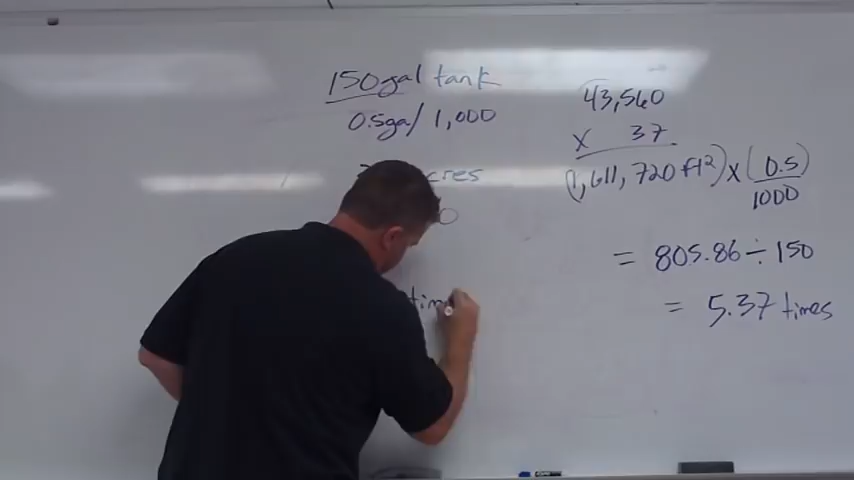 150gal tank
0.5gal/1,000
43,560
x 37
(1,611,720 ft2) x (0.5/1000)
= 805.86 ÷ 150
= 5.37 times